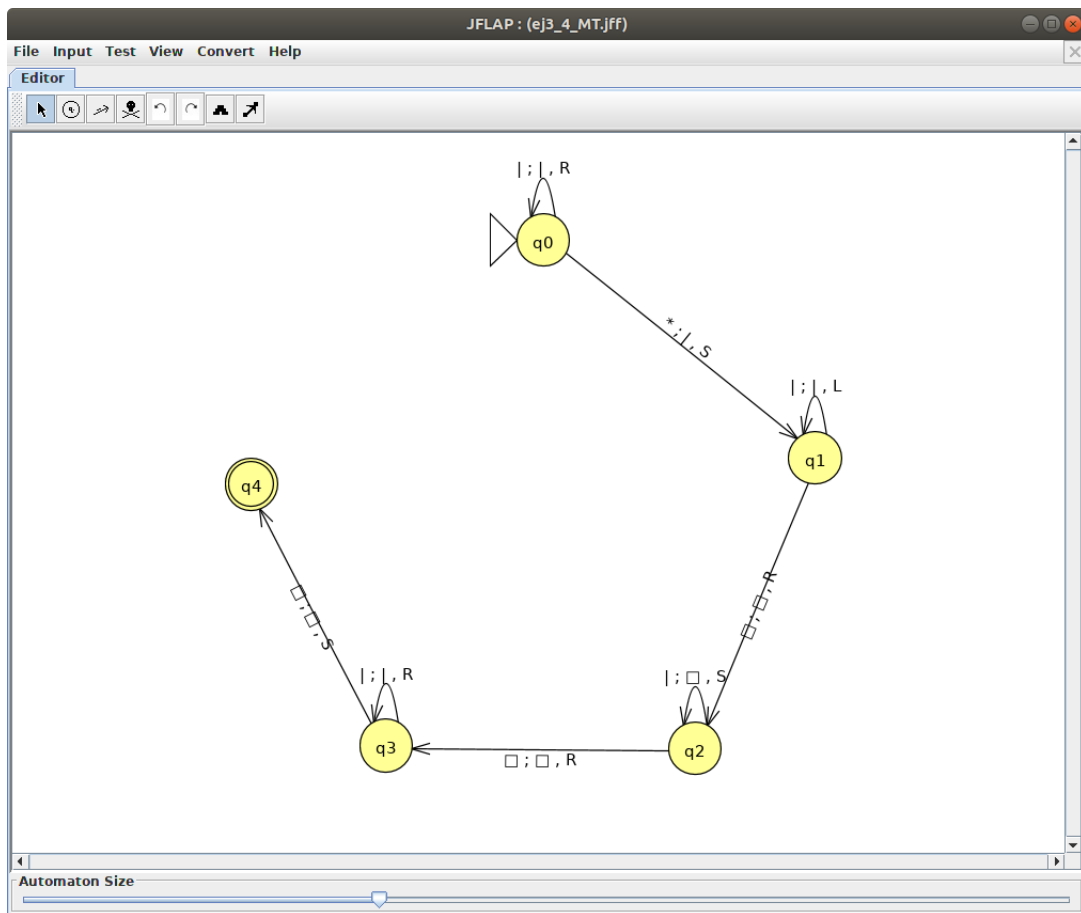 JFLAP : (ej3_4_MT.jff)
File Input Test View Convert Help
Editor
| ; | , R
q0
* ; | , S
| ; | , L
q1
q4
□ ; □ , R
□ ; □ , S
| ; | , R
| ; □ , S
q3
q2
□ ; □ , R
Automaton Size